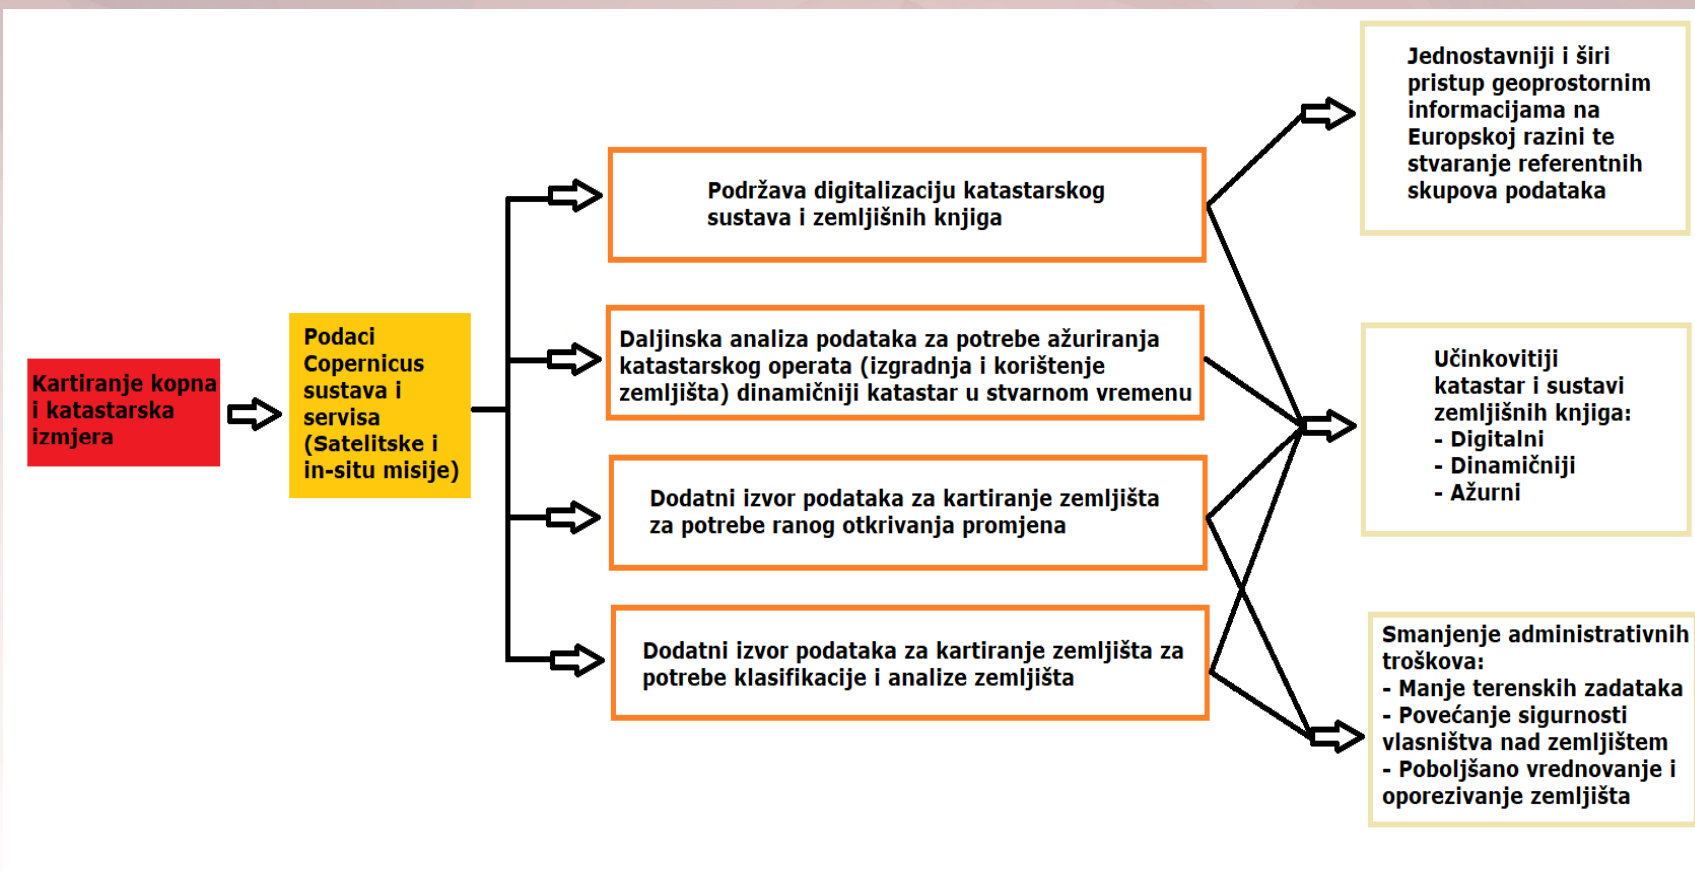 Kartiranje kopna
i katastarska
izmjera
Podaci
Copernicus
sustava i
servisa
(Satelitske i
in-situ misije)
Podržava digitalizaciju katastarskog
sustava i zemljišnih knjiga
Daljinska analiza podataka za potrebe ažuriranja
katastarskog operata (izgradnja i korištenje
zemljišta) dinamičniji katastar u stvarnom vremenu
Dodatni izvor podataka za kartiranje zemljišta
za potrebe ranog otkrivanja promjena
Dodatni izvor podataka za kartiranje zemljišta za
potrebe klasifikacije i analize zemljišta
Jednostavniji i širi
pristup geoprostornim
informacijama na
Europskoj razini te
stvaranje referentnih
skupova podataka
Učinkovitiji
katastar i sustavi
zemljišnih knjiga:
- Digitalni
- Dinamičniji
- Ažurni
Smanjenje administrativnih
troškova:
- Manje terenskih zadataka
- Povećanje sigurnosti
vlasništva nad zemljištem
- Poboljšano vrednovanje i
oporezivanje zemljišta